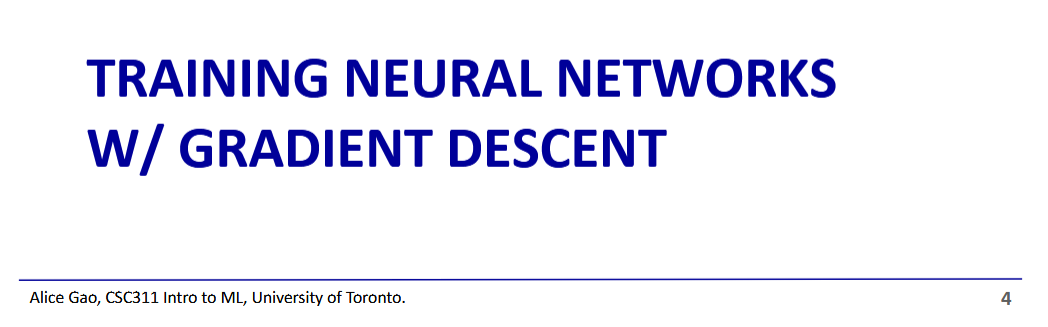 TRAINING NEURAL NETWORKS
W/ GRADIENT DESCENT
Alice Gao, CSC311 Intro to ML, University of Toronto.
4